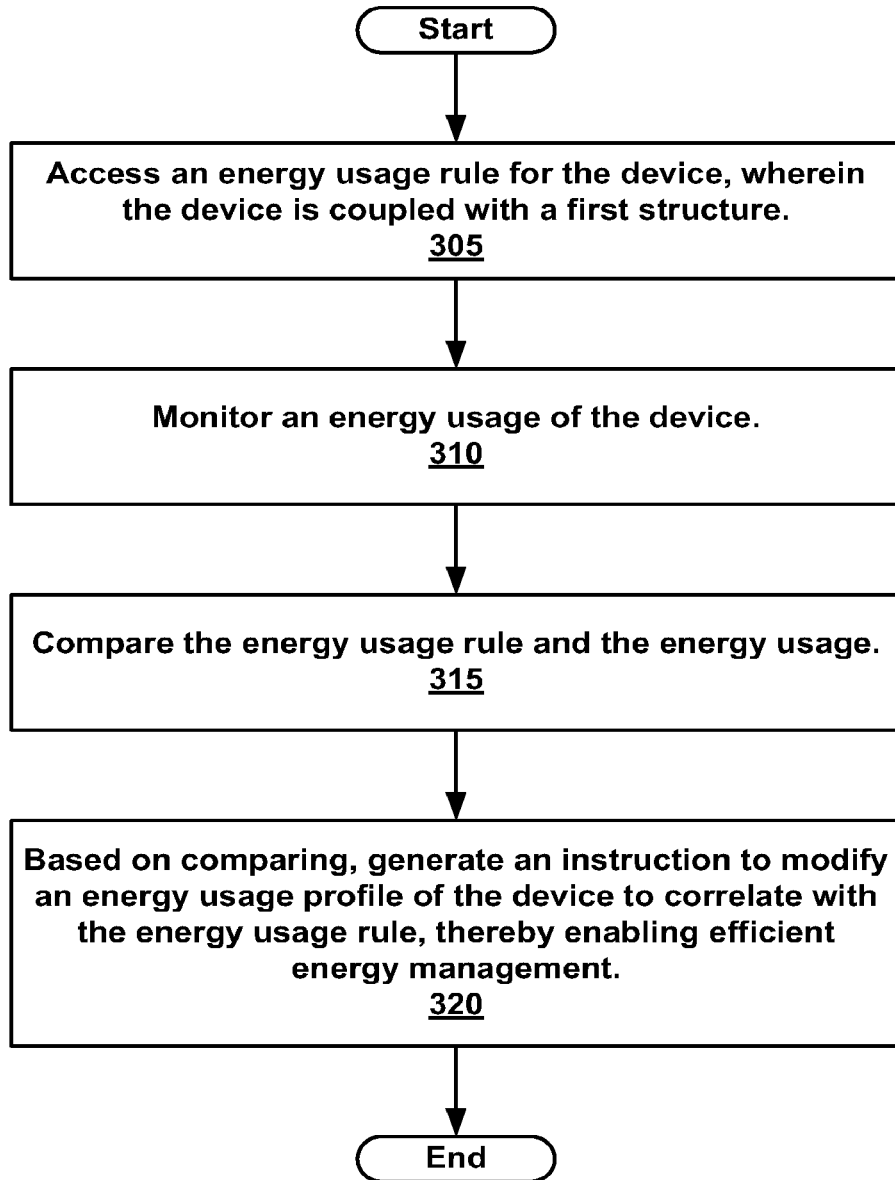 Start
Access an energy usage rule for the device, wherein
the device is coupled with a first structure.
305
Monitor an energy usage of the device.
310
Compare the energy usage rule and the energy usage.
315
Based on comparing, generate an instruction to modify
an energy usage profile of the device to correlate with
the energy usage rule, thereby enabling efficient
energy management.
320
End